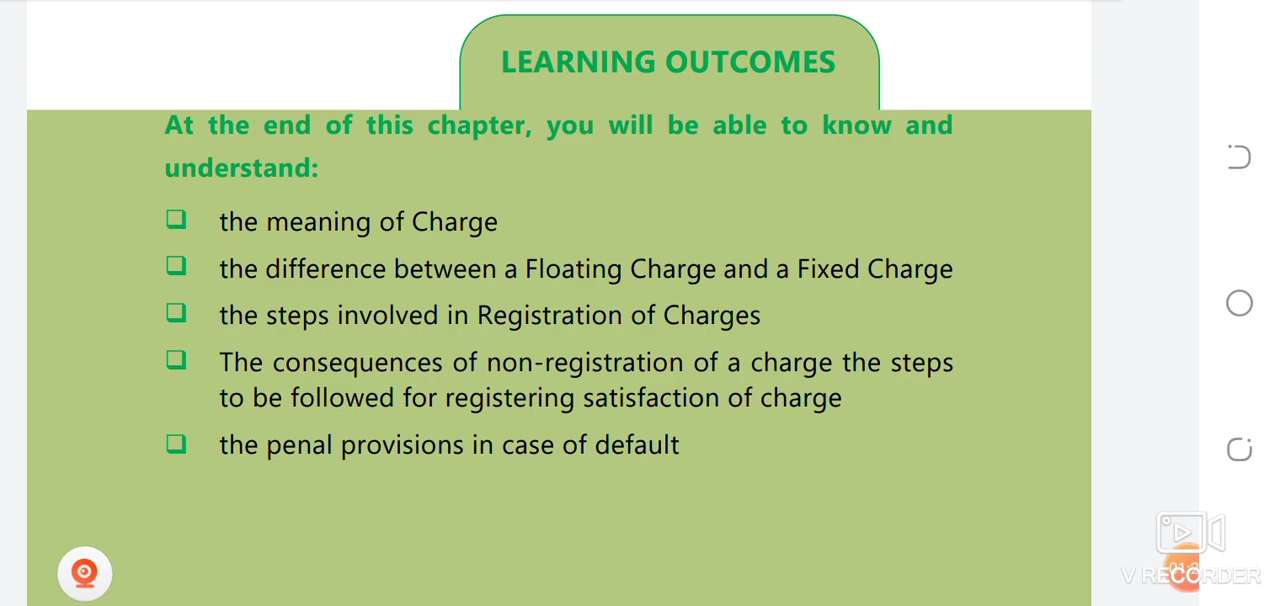 LEARNING OUTCOMES
At the end of this chapter, you will be able to know and
understand:
the meaning of Charge
the difference between a Floating Charge and a Fixed Charge
the steps involved in Registration of Charges
The consequences of non-registration of a charge the steps
to be followed for registering satisfaction of charge
the penal provisions in case of default
V RECORDER